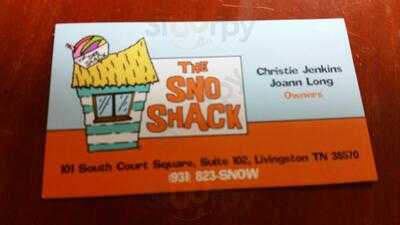 THE
SNO
SHACK
Christie Jenkins
Joann Long
Owners
101 South Court Square, Suite 102, Livingston TN 38570
(931) 823-SNOW